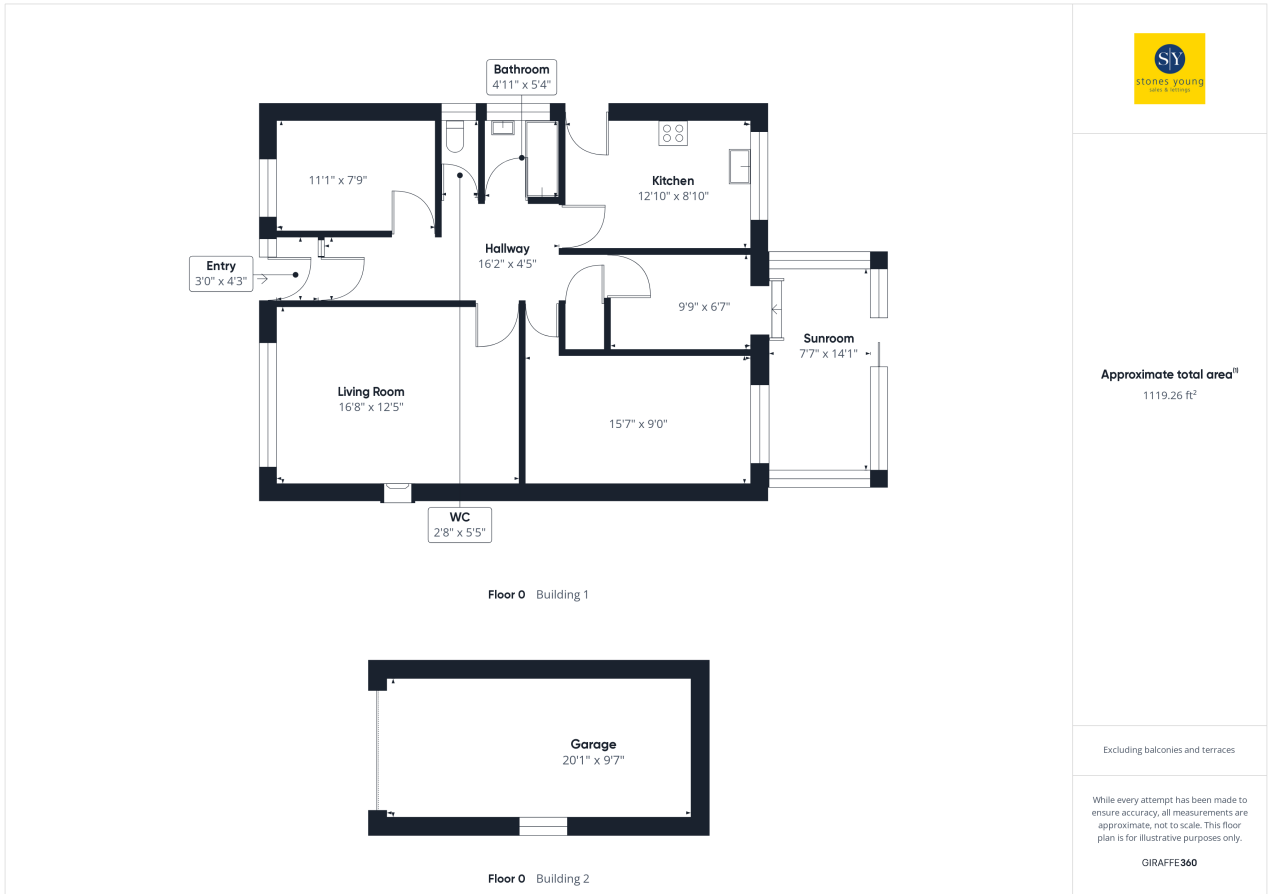 Bathroom
4'11" x 5'4"
11'1" x 7'9"
Kitchen
12'10" x 8'10"
Hallway
16'2" x 4'5"
Entry
3'0" x 4'3"
9'9" x 6'7"
Sunroom
7'7" x 14'1"
Living Room
16'8" x 12'5"
15'7" x 9'0"
WC
2'8" x 5'5"
Floor 0 Building 1
Garage
20'1" x 9'7"
Floor 0 Building 2
S|Y
stones young
sales & lettings
Approximate total area⁽¹⁾
1119.26 ft²
Excluding balconies and terraces
While every attempt has been made to
ensure accuracy, all measurements are
approximate, not to scale. This floor
plan is for illustrative purposes only.
GIRAFFE360